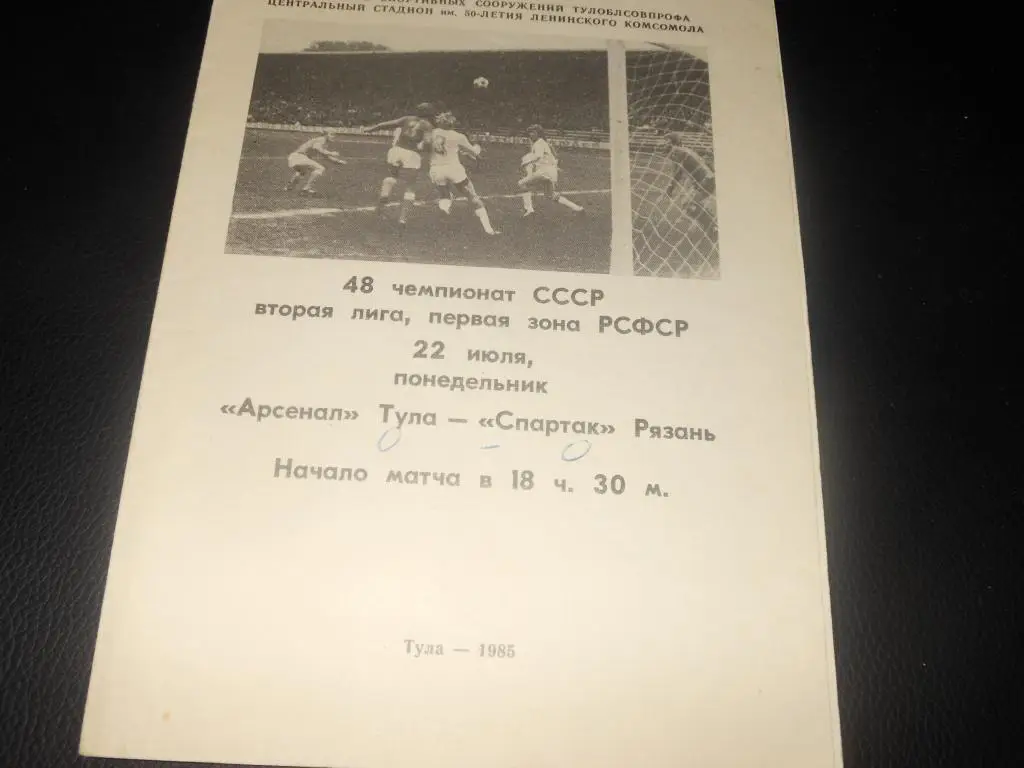 СПОРТИВНЫХ СООРУЖЕНИЙ ТУЛОБЛСОВПРОФА
ЦЕНТРАЛЬНЫЙ СТАДИОН им. 50-ЛЕТИЯ ЛЕНИНСКОГО КОМСОМОЛА
48 чемпионат СССР
вторая лига, первая зона РСФСР
22 июля,
понедельник
«Арсенал» Тула — «Спартак» Рязань
0 - 0
Начало матча в 18 ч. 30 м.
Тула — 1985